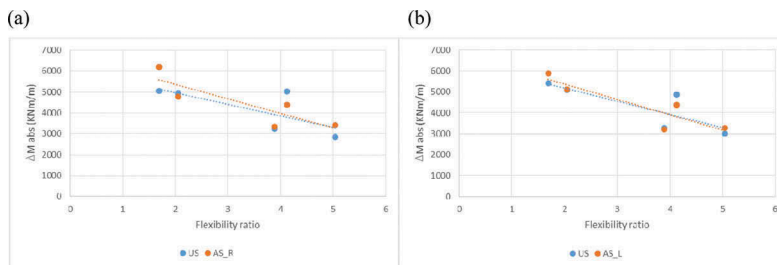 (a)
7000
6000
5000
4000
3000
2000
1000
0
ΔM abs (KNm/m)
0 1 2 3 4 5 6
Flexibility ratio
US AS_R
(b)
7000
6000
5000
4000
3000
2000
1000
0
ΔM abs (KNm/m)
0 1 2 3 4 5 6
Flexibility ratio
US AS_L